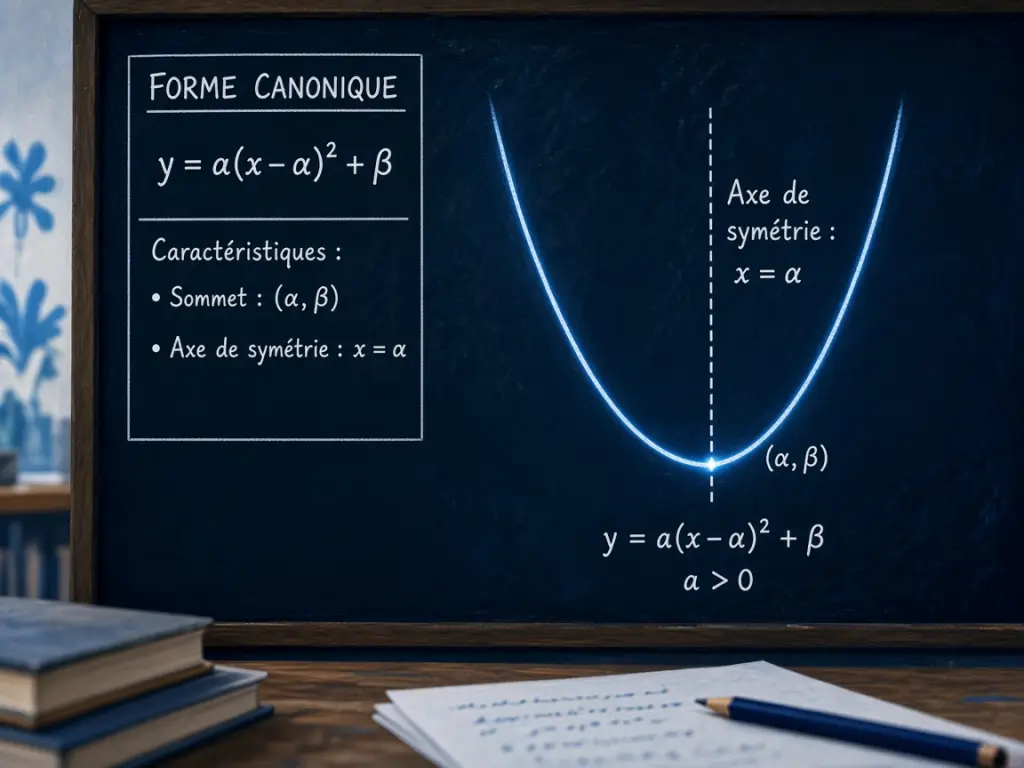 FORME CANONIQUE
y = a(x – α)² + β
Caractéristiques :
• Sommet : (α, β)
• Axe de symétrie : x = α
Axe de
symétrie :
x = α
(α, β)
y = a(x – α)² + β
a > 0